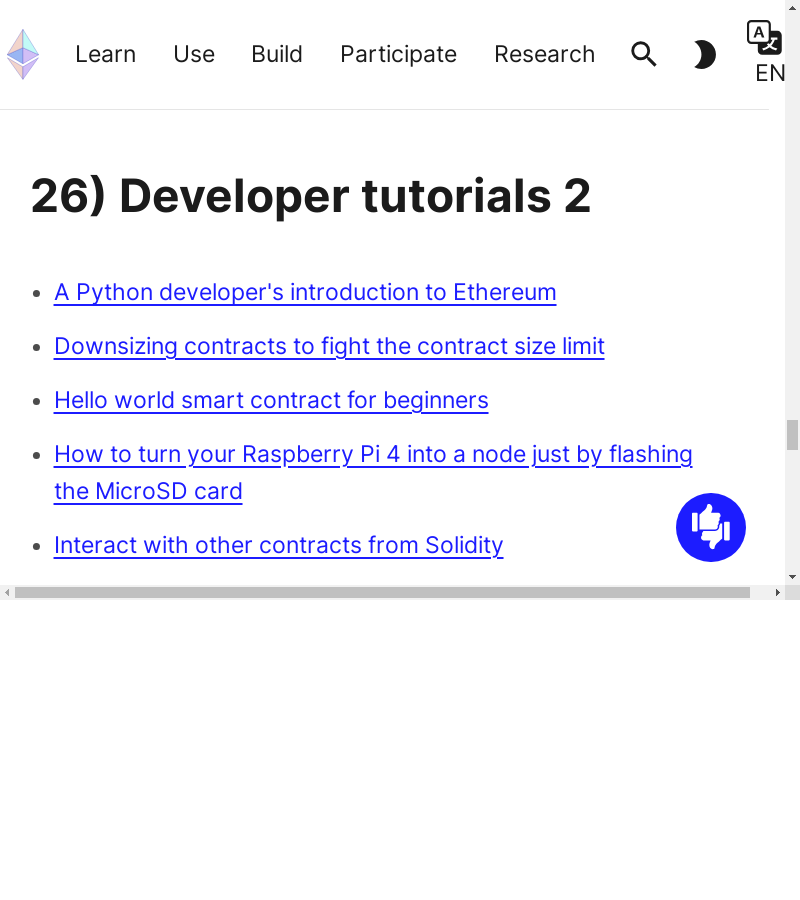 Learn Use Build Participate Research
EN
26) Developer tutorials 2
A Python developer's introduction to Ethereum
Downsizing contracts to fight the contract size limit
Hello world smart contract for beginners
How to turn your Raspberry Pi 4 into a node just by flashing
the MicroSD card
Interact with other contracts from Solidity